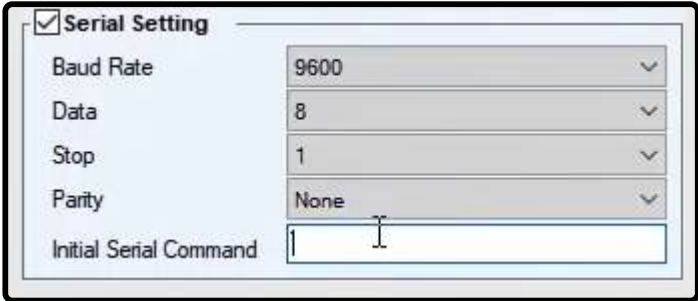 Serial Setting
Baud Rate 9600
Data 8
Stop 1
Parity None
Initial Serial Command